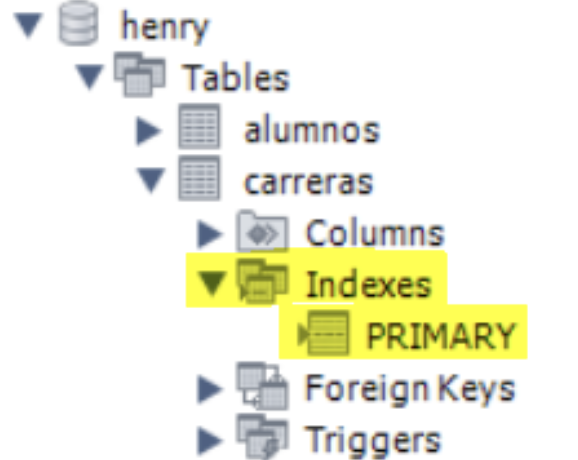 henry
Tables
alumnos
carreras
Columns
Indexes
PRIMARY
Foreign Keys
Triggers